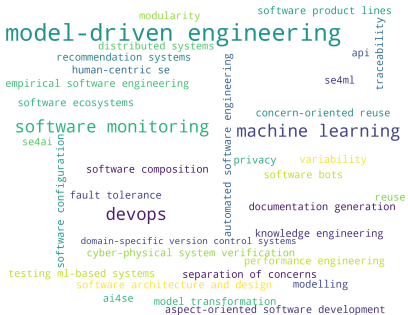 modularity
software product lines
model-driven engineering
distributed systems
traceability
recommendation systems
api
human-centric se
empirical software engineering
se4ml
automated software engineering
software ecosystems
concern-oriented reuse
software monitoring
machine learning
se4ai
software configuration
privacy
variability
software composition
software bots
fault tolerance
reuse
devops
documentation generation
knowledge engineering
domain-specific version control systems
cyber-physical system verification
performance engineering
testing ml-based systems
separation of concerns
software architecture and design
modelling
ai4se
model transformation
aspect-oriented software development